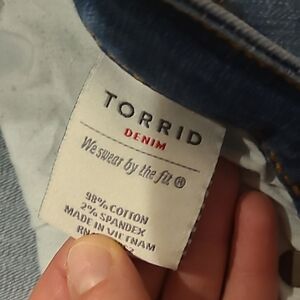 TORRID
DENIM
We swear by the fit ®
98% COTTON
2% SPANDEX
MADE IN VIETNAM